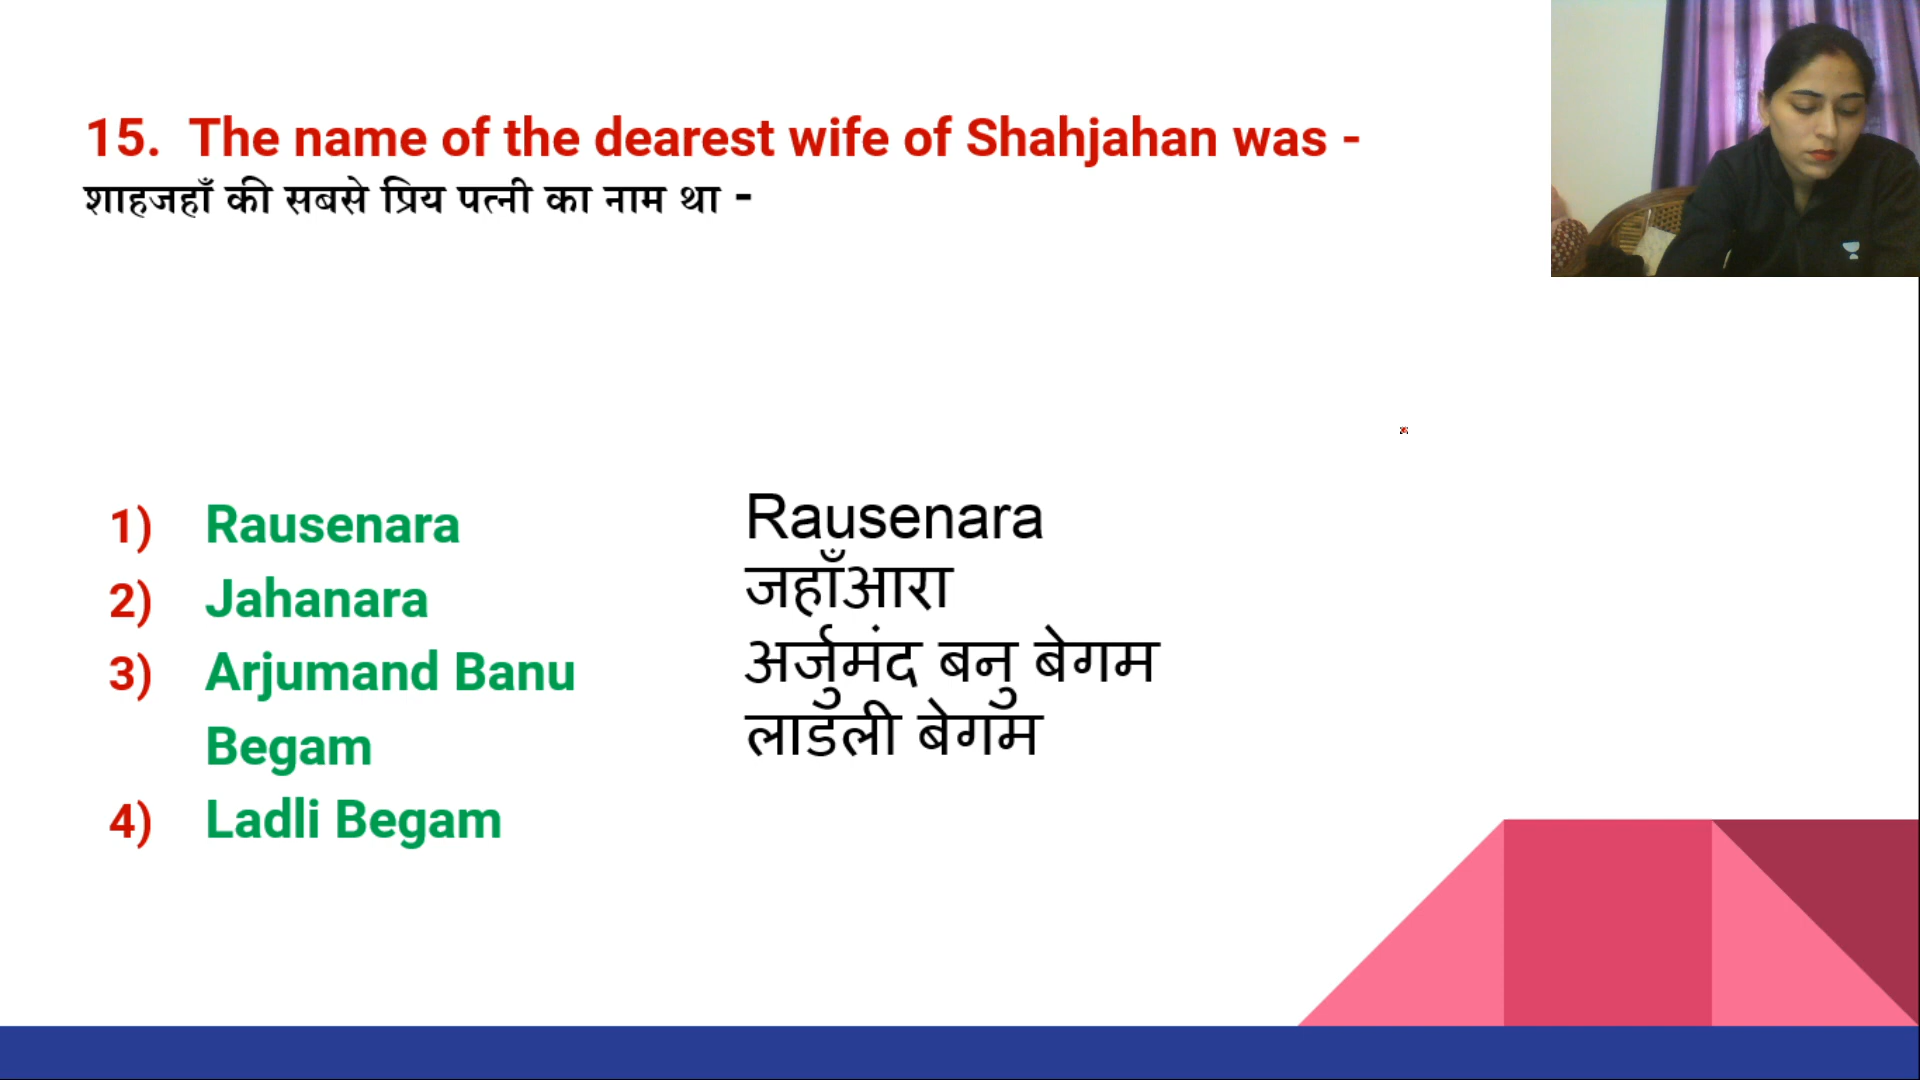 15. The name of the dearest wife of Shahjahan was -
शाहजहाँ की सबसे प्रिय पत्नी का नाम था -
1) Rausenara
2) Jahanara
3) Arjumand Banu
Begam
4) Ladli Begam
Rausenara
जहाँआरा
अर्जुमंद बनु बेगम
लाडली बेगम